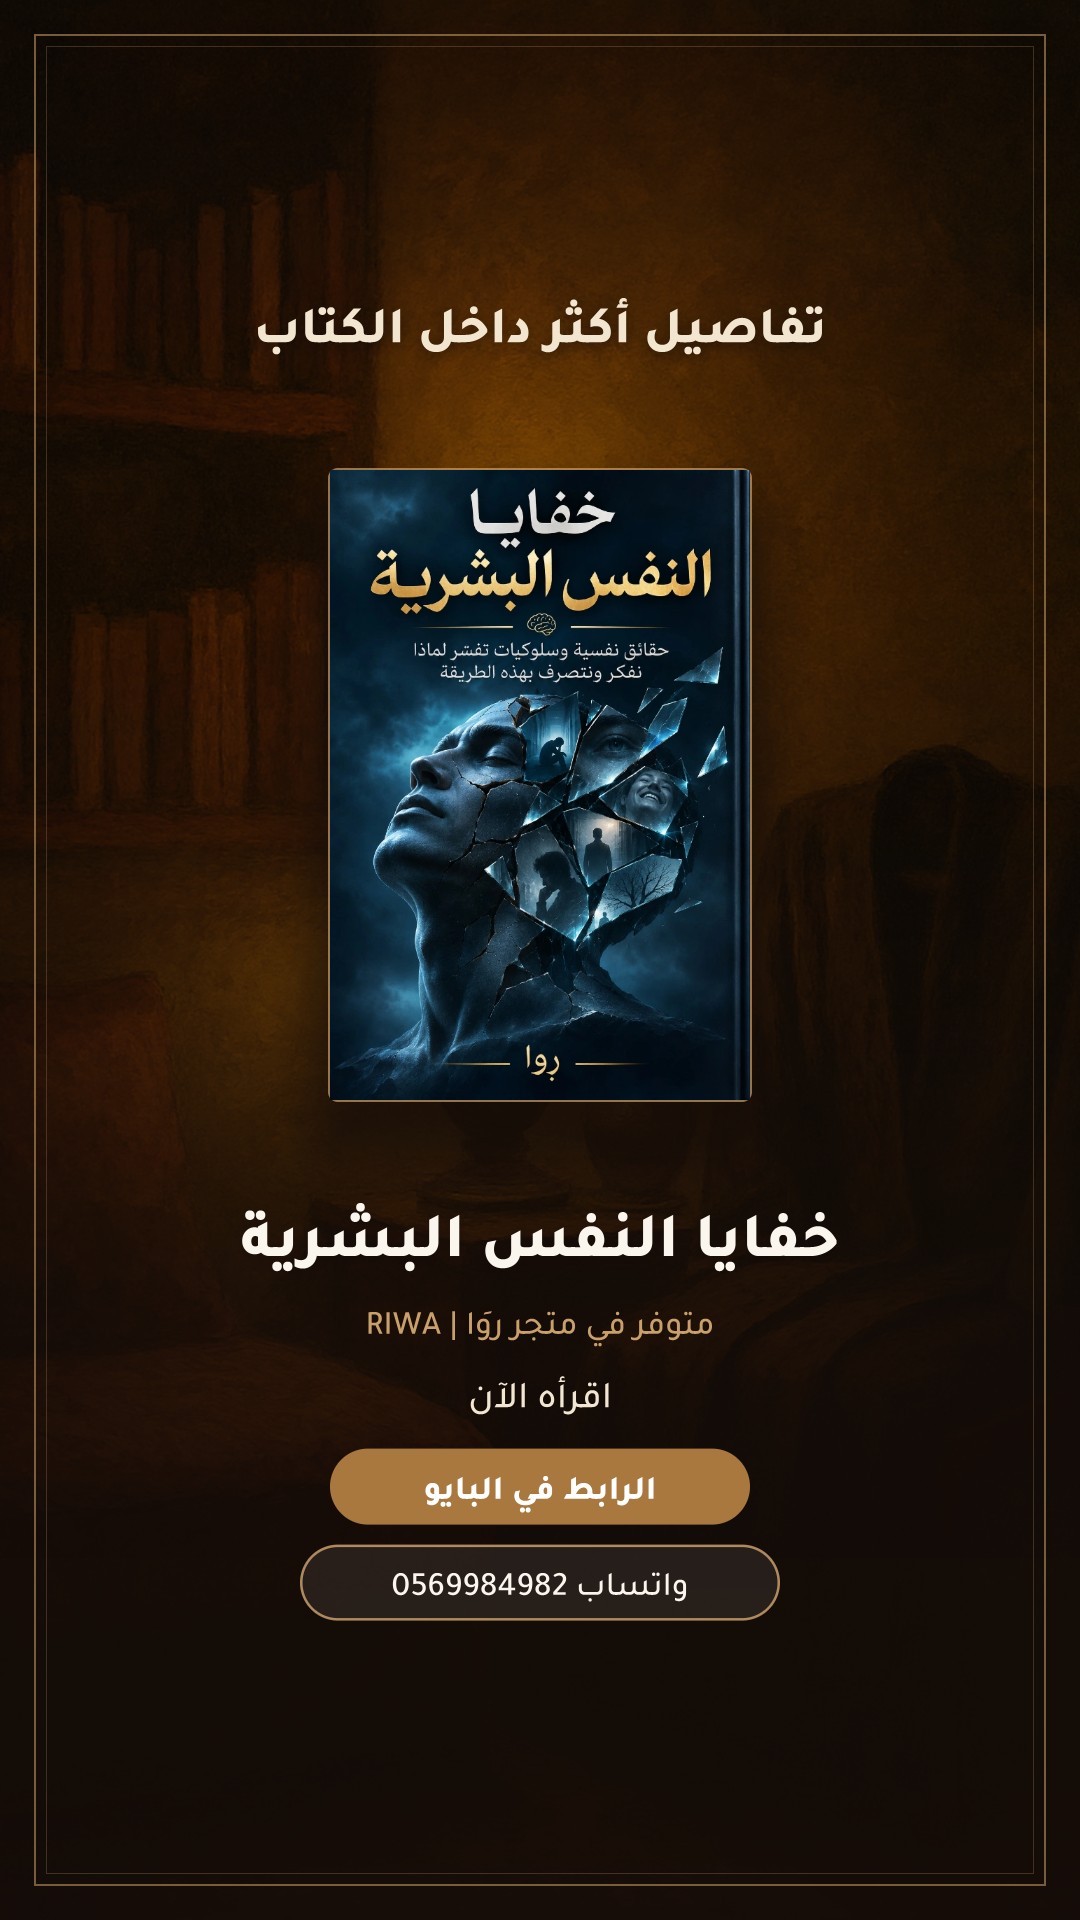 تفاصيل أكثر داخل الكتاب
خفايا
النفس البشرية
حقائق نفسية وسلوكيات تفسّر لماذا
نفكر ونتصرف بهذه الطريقة
روا
خفايا النفس البشرية
متوفر في متجر روَا | RIWA
اقرأه الآن
الرابط في البايو
واتساب 0569984982